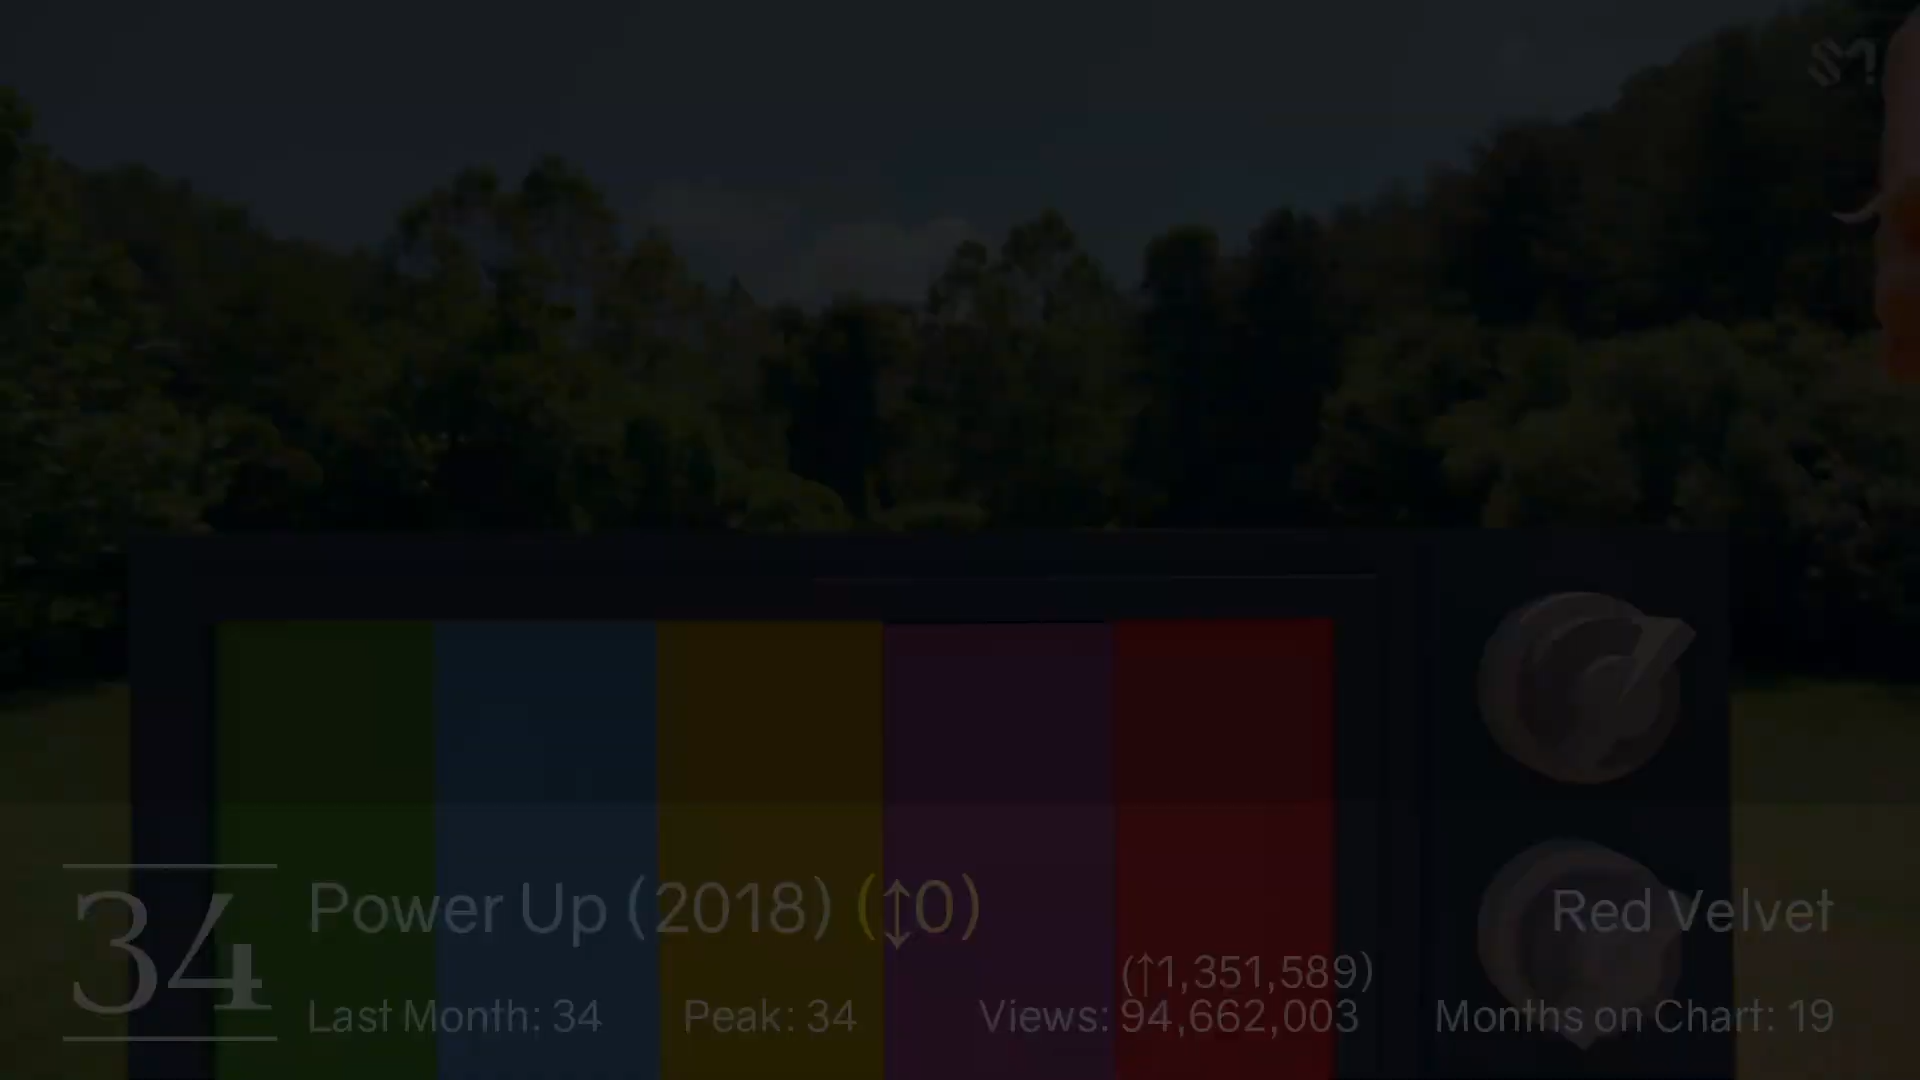 SM
34
Power Up (2018) (↕0)
Red Velvet
(↑1,351,589)
Last Month: 34
Peak: 34
Views: 94,662,003
Months on Chart: 19